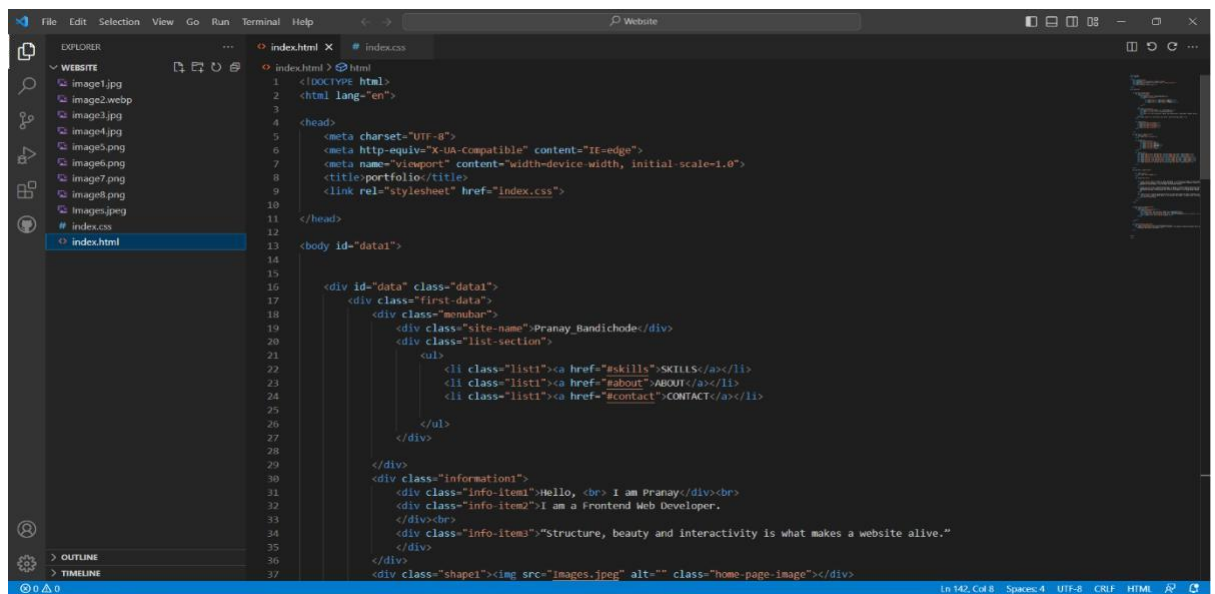 File Edit Selection View Go Run Terminal Help
Website
EXPLORER
WEBSITE
image1.jpg
image2.webp
image3.jpg
image4.jpg
image5.png
image6.png
image7.png
image8.png
Images.jpeg
# index.css
<> index.html
OUTLINE
TIMELINE
<> index.html X # index.css
<> index.html > html
1 <!DOCTYPE html>
2 <html lang="en">
3
4 <head>
5 <meta charset="UTF-8">
6 <meta http-equiv="X-UA-Compatible" content="IE=edge">
7 <meta name="viewport" content="width=device-width, initial-scale=1.0">
8 <title>portfolio</title>
9 <link rel="stylesheet" href="index.css">
10
11 </head>
12
13 <body id="data1">
14
15
16 <div id="data" class="data1">
17 <div class="first-data">
18 <div class="menubar">
19 <div class="site-name">Pranay_Bandichode</div>
20 <div class="list-section">
21 <ul>
22 <li class="list1"><a href="#skills">SKILLS</a></li>
23 <li class="list1"><a href="#about">ABOUT</a></li>
24 <li class="list1"><a href="#contact">CONTACT</a></li>
25
26 </ul>
27 </div>
28
29 </div>
30 <div class="information1">
31 <div class="info-item1">Hello, <br> I am Pranay</div><br>
32 <div class="info-item2">I am a Frontend Web Developer.
33 </div><br>
34 <div class="info-item3">“Structure, beauty and interactivity is what makes a website alive.”
35 </div>
36 </div>
37 <div class="shape1"><img src="Images.jpeg" alt="" class="home-page-image"></div>
0 0
Ln 142, Col 8 Spaces: 4 UTF-8 CRLF HTML